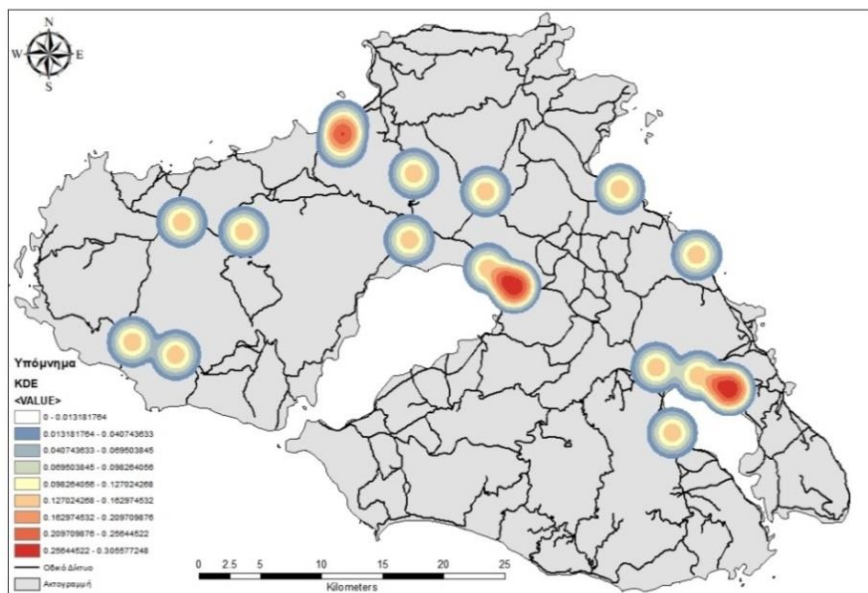 N
W E
S
Υπόμνημα
KDE
<VALUE>
0 - 0.013181764
0.013181764 - 0.040743633
0.040743633 - 0.069503845
0.069503845 - 0.098264056
0.098264056 - 0.127024268
0.127024268 - 0.162974532
0.162974532 - 0.209709876
0.209709876 - 0.25644522
0.25644522 - 0.305577248
Οδικό Δίκτυο
Ακτογραμμή
0 2.5 5 10 15 20 25
Kilometers